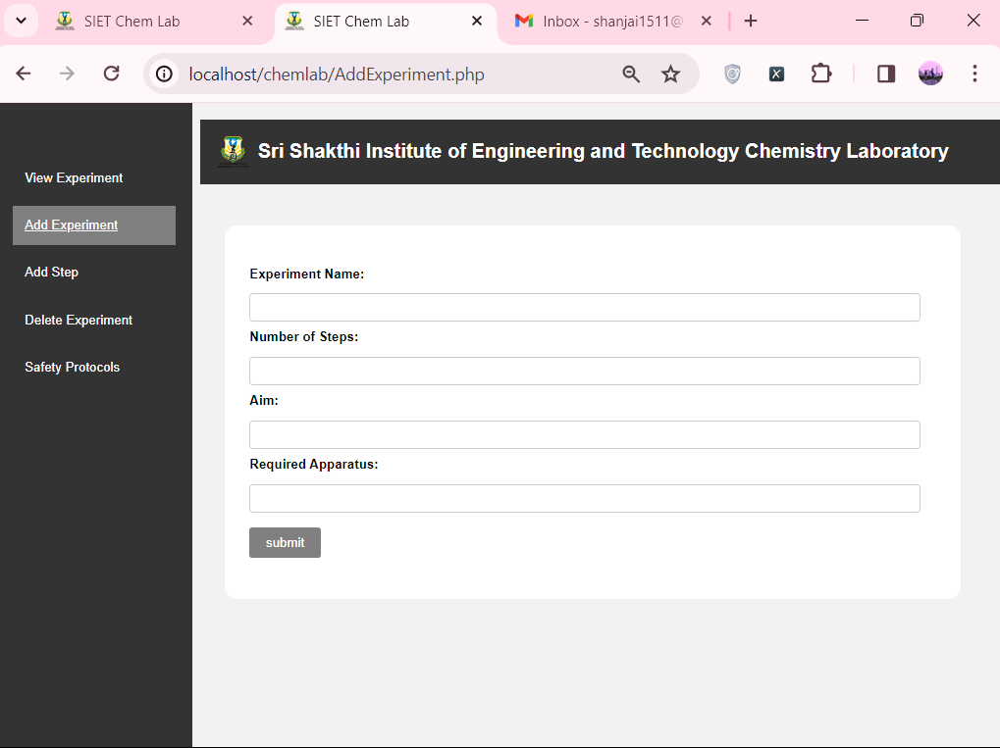 SIET Chem Lab
SIET Chem Lab
Inbox - shanjai1511@
localhost/chemlab/AddExperiment.php
Sri Shakthi Institute of Engineering and Technology Chemistry Laboratory
View Experiment
Add Experiment
Add Step
Delete Experiment
Safety Protocols
Experiment Name:
Number of Steps:
Aim:
Required Apparatus:
submit